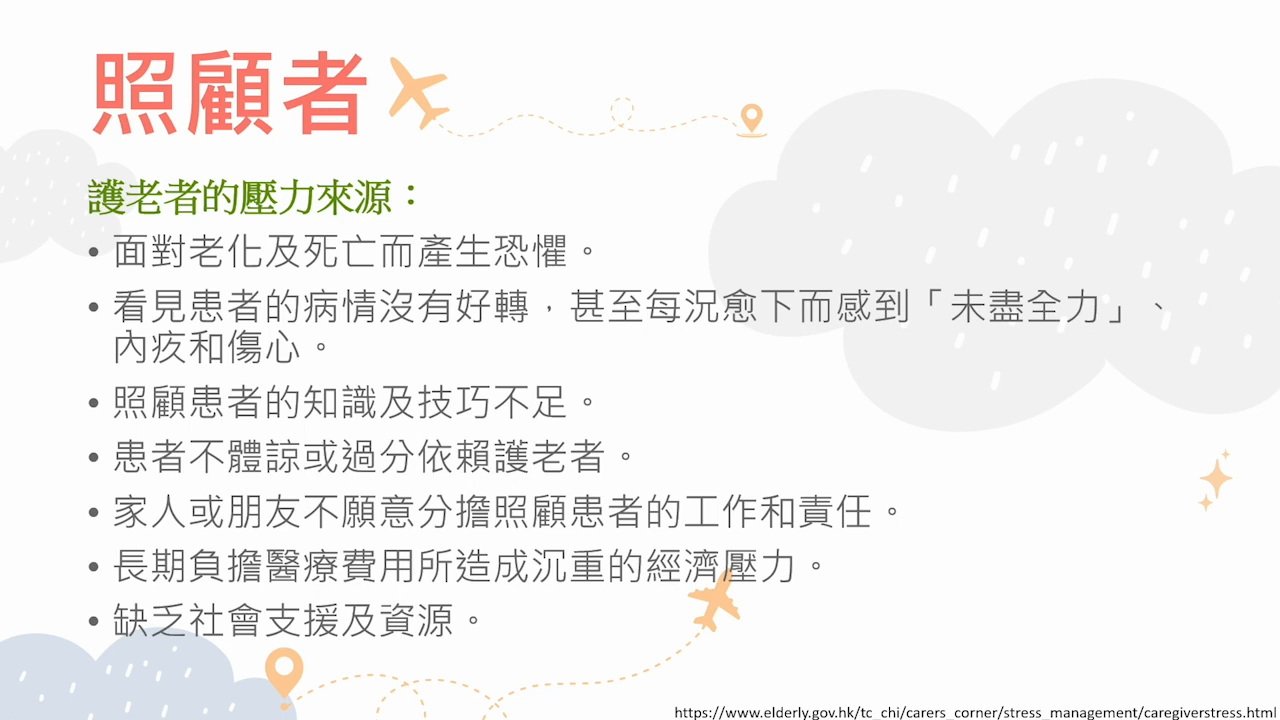 照顧者
護老者的壓力來源：
• 面對老化及死亡而產生恐懼。
• 看見患者的病情沒有好轉，甚至每況愈下而感到「未盡全力」、
內疚和傷心。
• 照顧患者的知識及技巧不足。
• 患者不體諒或過分依賴護老者。
• 家人或朋友不願意分擔照顧患者的工作和責任。
• 長期負擔醫療費用所造成沉重的經濟壓力。
• 缺乏社會支援及資源。
https://www.elderly.gov.hk/tc_chi/carers_corner/stress_management/caregiverstress.html